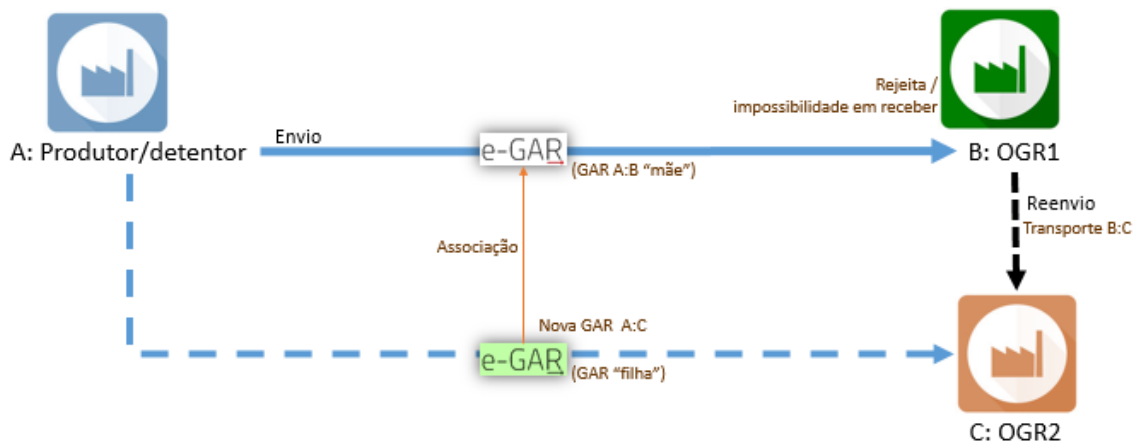 Rejeita /
impossibilidade em receber
A: Produtor/detentor
Envio
e-GAR
(GAR A:B “mãe”)
B: OGR1
Reenvio
Transporte B:C
Associação
Nova GAR A:C
e-GAR
(GAR “filha”)
C: OGR2